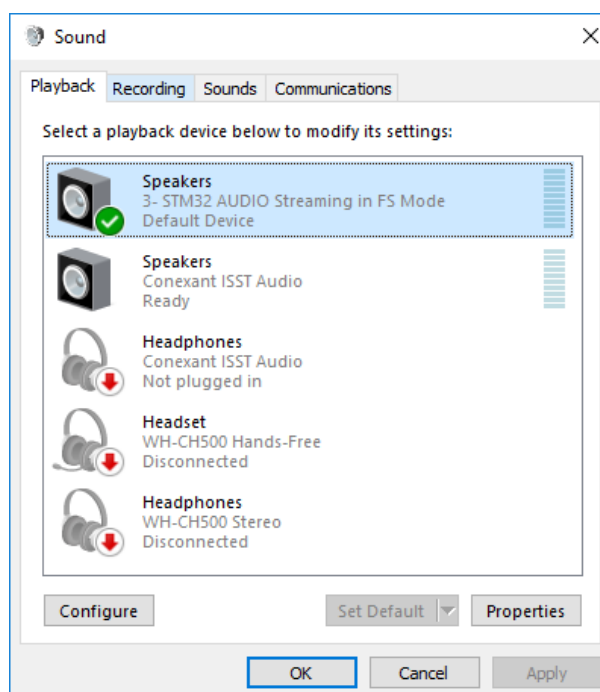 Sound
Playback Recording Sounds Communications
Select a playback device below to modify its settings:
Speakers
3- STM32 AUDIO Streaming in FS Mode
Default Device
Speakers
Conexant ISST Audio
Ready
Headphones
Conexant ISST Audio
Not plugged in
Headset
WH-CH500 Hands-Free
Disconnected
Headphones
WH-CH500 Stereo
Disconnected
Configure Set Default Properties
OK Cancel Apply